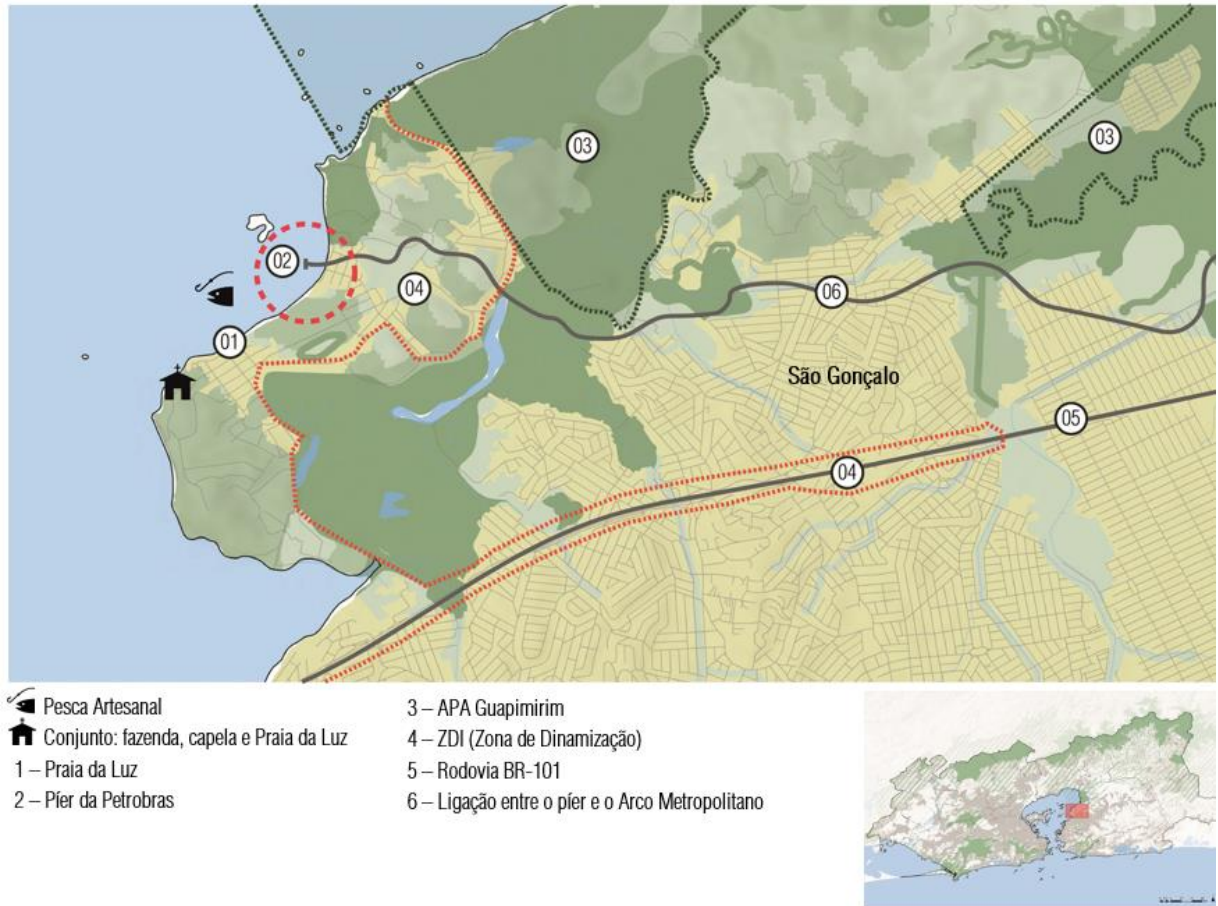 03
03
02
04
06
01
São Gonçalo
05
04
Pesca Artesanal
Conjunto: fazenda, capela e Praia da Luz
1 – Praia da Luz
2 – Píer da Petrobras
3 – APA Guapimirim
4 – ZDI (Zona de Dinamização)
5 – Rodovia BR-101
6 – Ligação entre o píer e o Arco Metropolitano